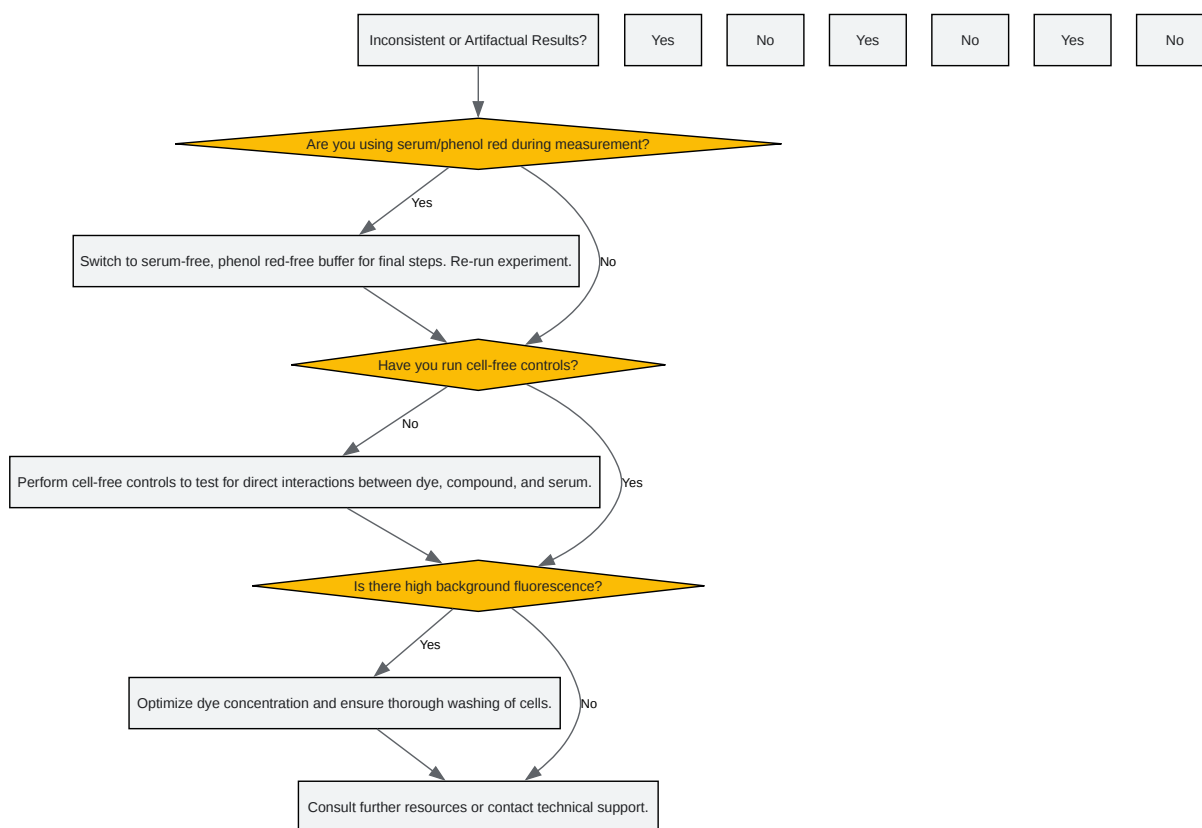 Inconsistent or Artifactual Results?
Yes
No
Yes
No
Yes
No
Are you using serum/phenol red during measurement?
Yes
Switch to serum-free, phenol red-free buffer for final steps. Re-run experiment.
No
Have you run cell-free controls?
No
Perform cell-free controls to test for direct interactions between dye, compound, and serum.
Yes
Is there high background fluorescence?
Yes
Optimize dye concentration and ensure thorough washing of cells.
No
Consult further resources or contact technical support.